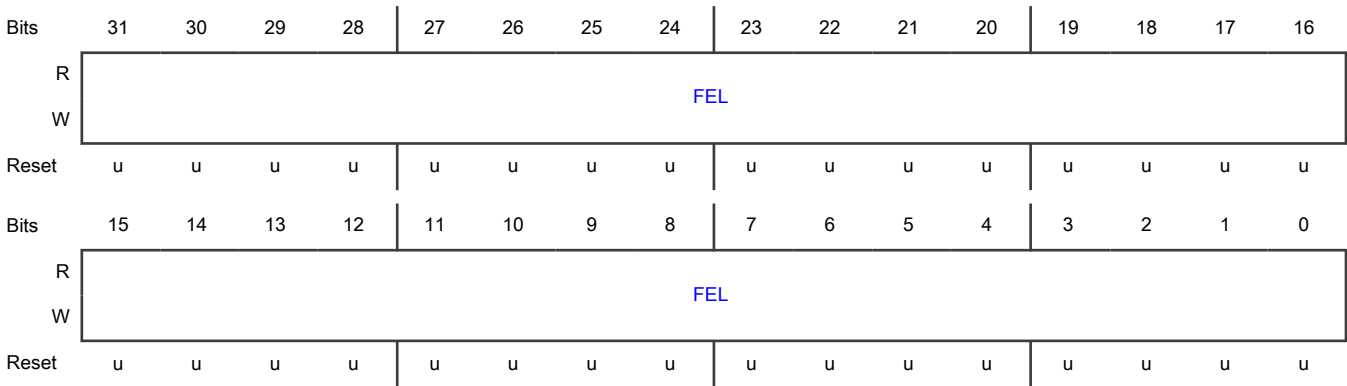 Bits 31 30 29 28 27 26 25 24 23 22 21 20 19 18 17 16
R
FEL
W
Reset u u u u u u u u u u u u u u u u
Bits 15 14 13 12 11 10 9 8 7 6 5 4 3 2 1 0
R
FEL
W
Reset u u u u u u u u u u u u u u u u